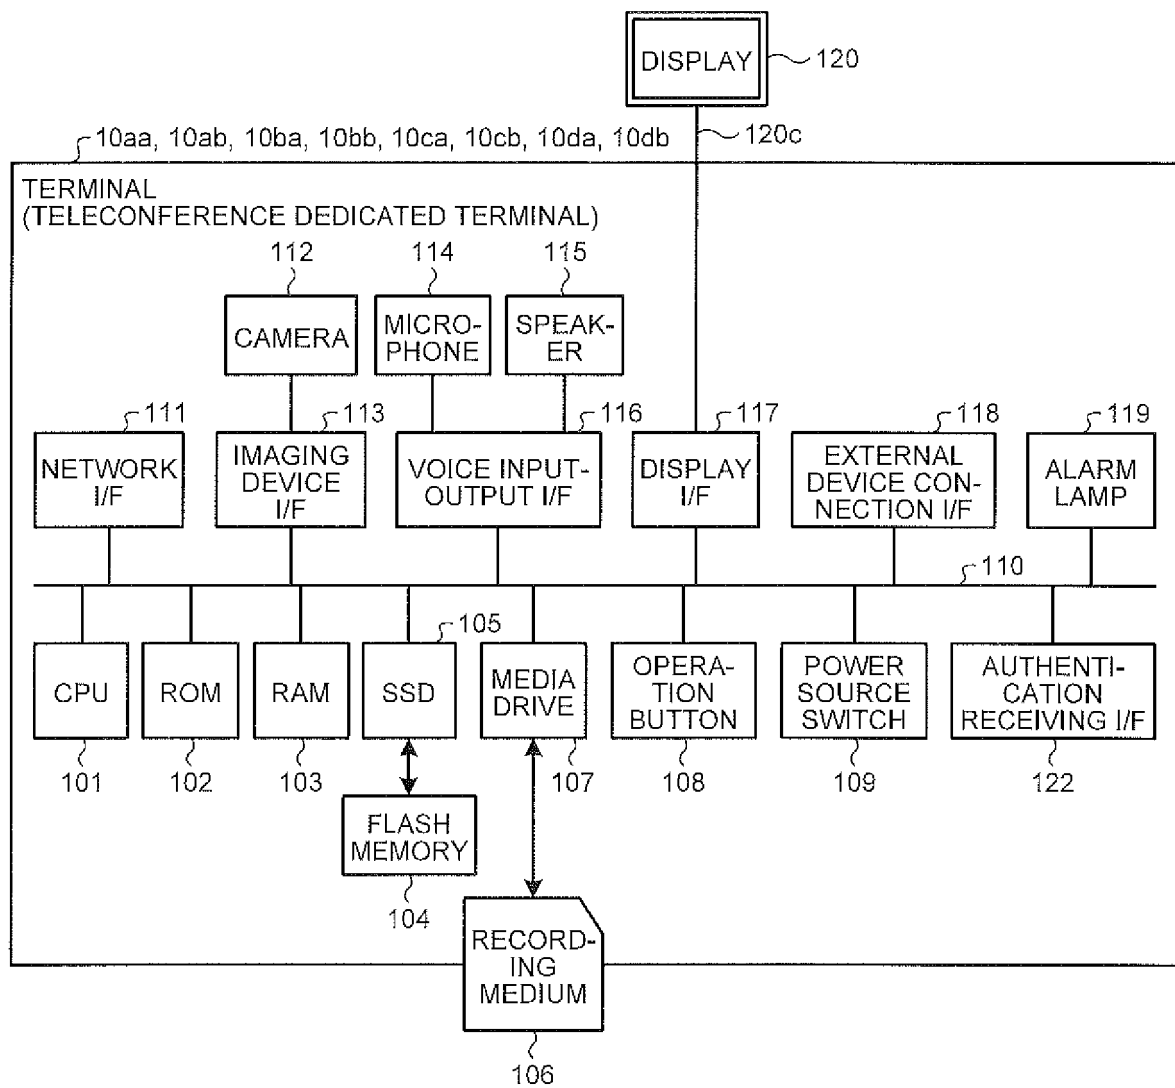 DISPLAY
120
10aa, 10ab, 10ba, 10bb, 10ca, 10cb, 10da, 10db
120c
TERMINAL
(TELECONFERENCE DEDICATED TERMINAL)
112
114
115
CAMERA
MICRO-
PHONE
SPEAK-
ER
111
113
116
117
118
119
NETWORK
I/F
IMAGING
DEVICE
I/F
VOICE INPUT-
OUTPUT I/F
DISPLAY
I/F
EXTERNAL
DEVICE CON-
NECTION I/F
ALARM
LAMP
110
105
CPU
ROM
RAM
SSD
MEDIA
DRIVE
OPERA-
TION
BUTTON
POWER
SOURCE
SWITCH
AUTHENTI-
CATION
RECEIVING I/F
101
102
103
107
108
109
122
FLASH
MEMORY
104
RECORD-
ING
MEDIUM
106